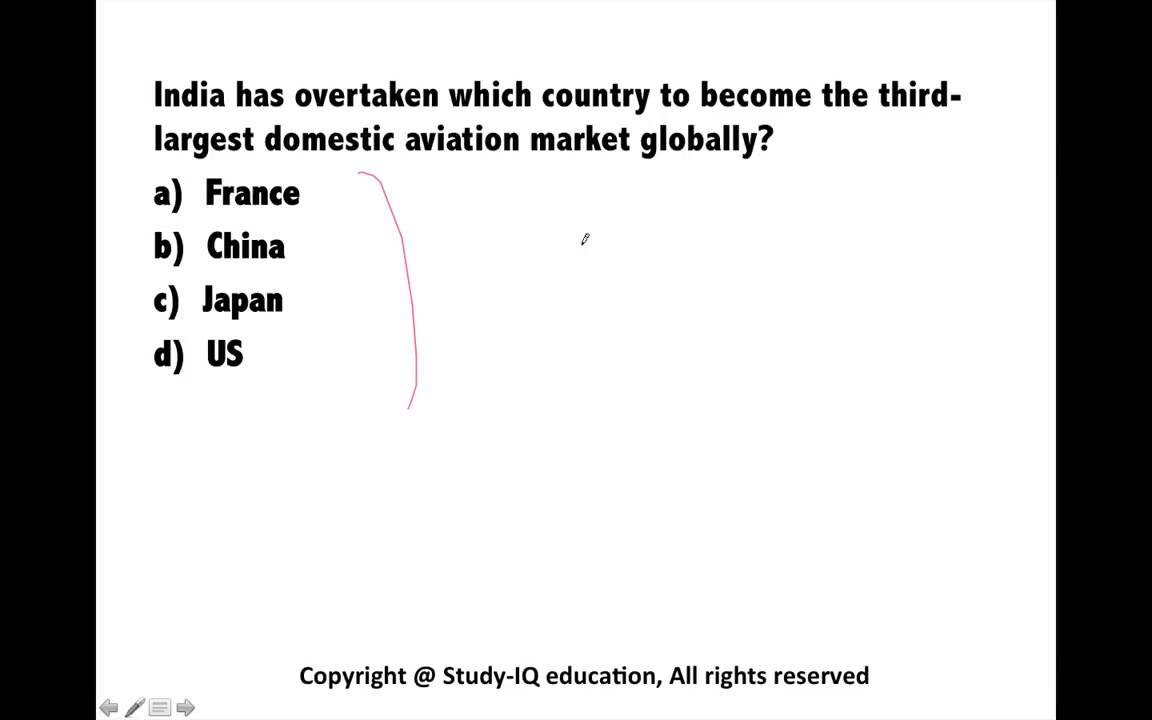 India has overtaken which country to become the third-
largest domestic aviation market globally?
a) France
b) China
c) Japan
d) US
Copyright @ Study-IQ education, All rights reserved